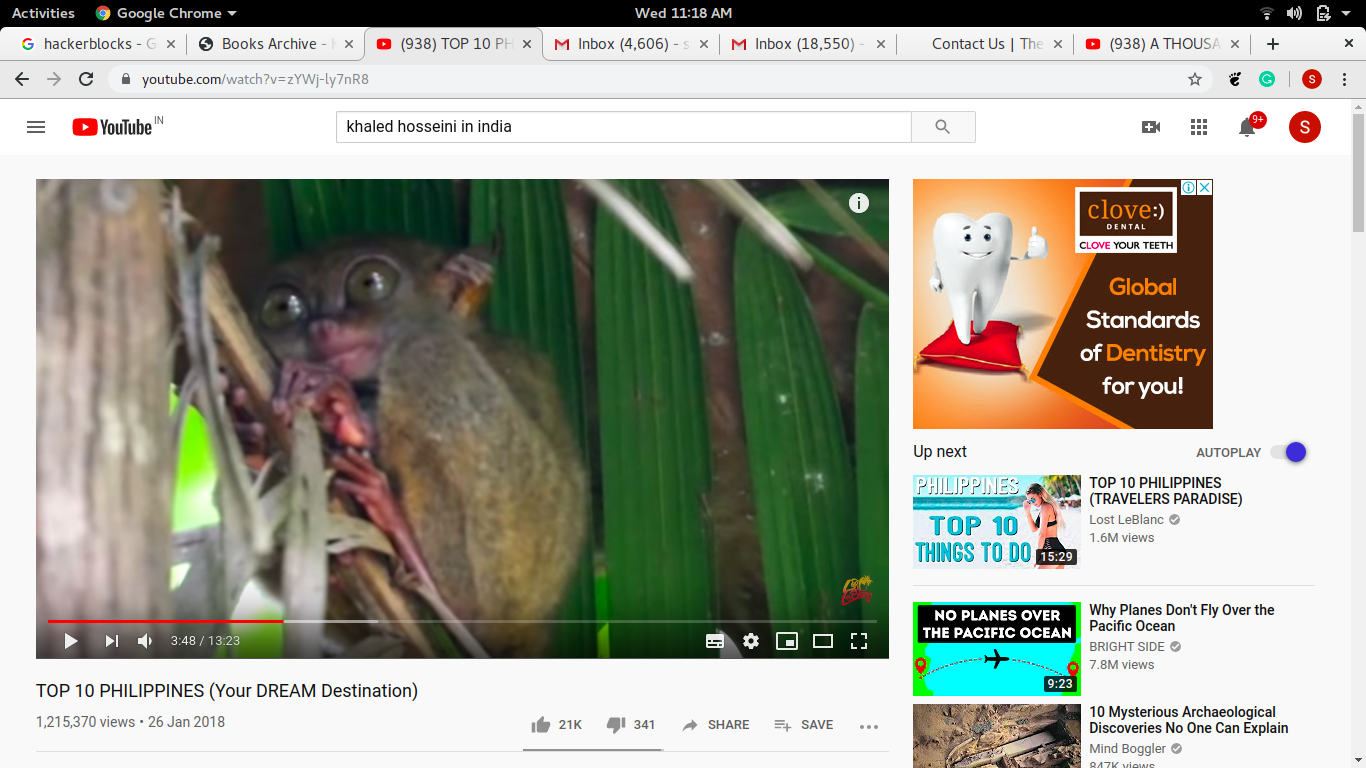 Activities
Google Chrome
Wed 11:18 AM
hackerblocks - G
Books Archive -
(938) TOP 10 PH
Inbox (4,606) - s
Inbox (18,550) -
Contact Us | The
(938) A THOUSA
youtube.com/watch?v=zYWj-ly7nR8
S
YouTube IN
khaled hosseini in india
9+
S
clove:)
DENTAL
CLOVE YOUR TEETH
Global
Standards
of Dentistry
for you!
3:48 / 13:23
Up next
AUTOPLAY
PHILIPPINES
TOP 10
THINGS TO DO
15:29
TOP 10 PHILIPPINES
(TRAVELERS PARADISE)
Lost LeBlanc
1.6M views
NO PLANES OVER
THE PACIFIC OCEAN
9:23
Why Planes Don't Fly Over the
Pacific Ocean
BRIGHT SIDE
7.8M views
10 Mysterious Archaeological
Discoveries No One Can Explain
Mind Boggler
847K views
TOP 10 PHILIPPINES (Your DREAM Destination)
1,215,370 views • 26 Jan 2018
21K
341
SHARE
SAVE